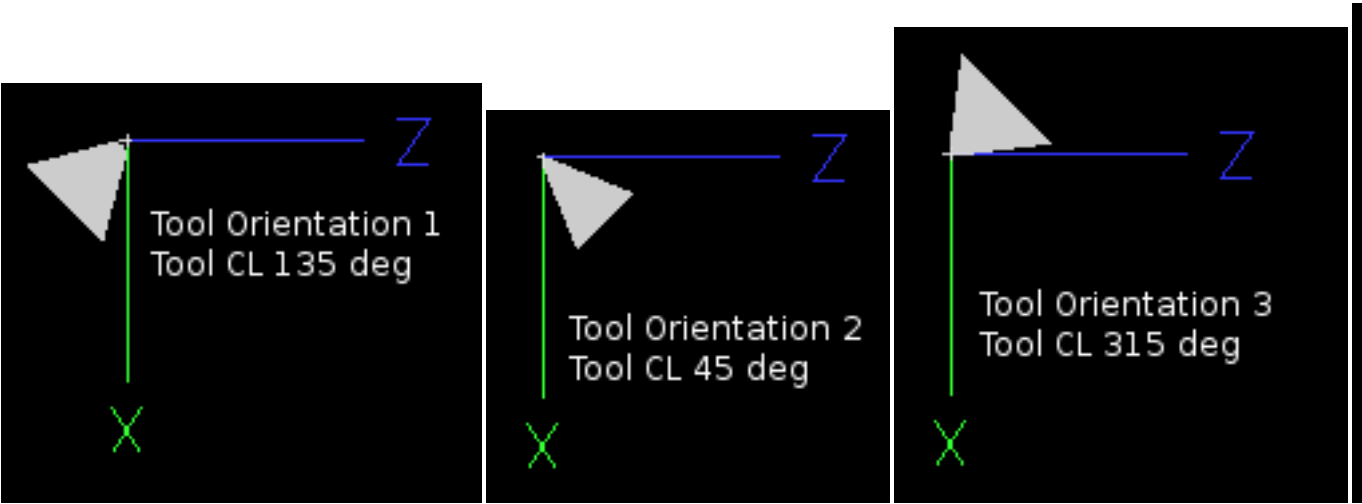 Z
Tool Orientation 1
Tool CL 135 deg
X
Z
Tool Orientation 2
Tool CL 45 deg
X
Z
Tool Orientation 3
Tool CL 315 deg
X